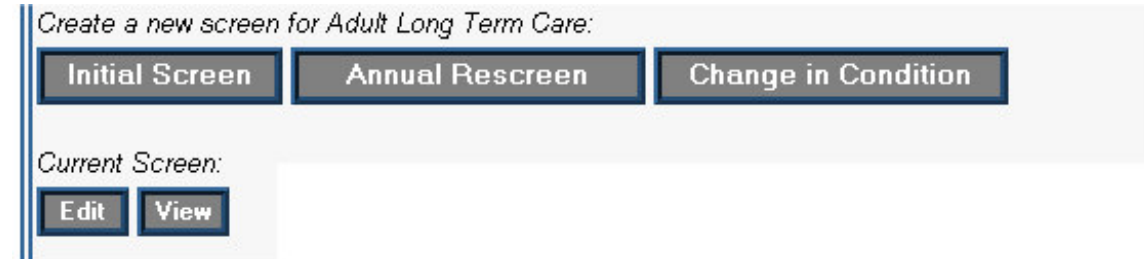 Create a new screen for Adult Long Term Care:
Initial Screen Annual Rescreen Change in Condition
Current Screen:
Edit View